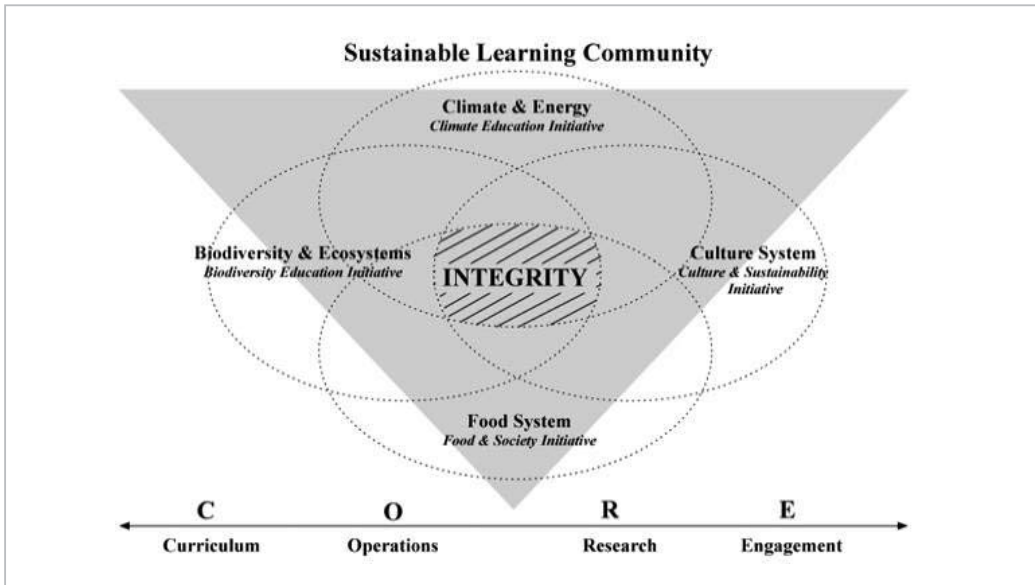 Sustainable Learning Community
Climate & Energy
Climate Education Initiative
Biodiversity & Ecosystems
Biodiversity Education Initiative
INTEGRITY
Culture System
Culture & Sustainability
Initiative
Food System
Food & Society Initiative
C O R E
Curriculum Operations Research Engagement